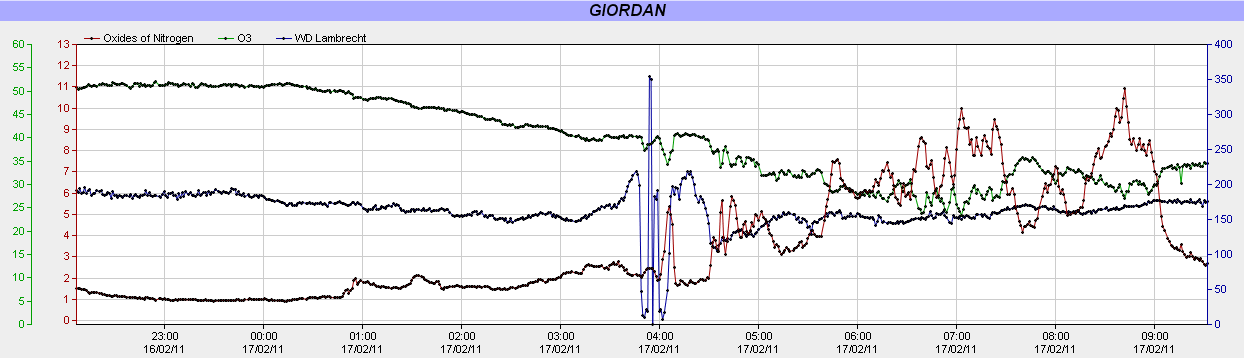 GIORDAN
Oxides of Nitrogen O3 WD Lambrecht
60 13 400
55 12 350
50 11 300
45 10 250
40 9 200
35 8 150
30 7 100
25 6 50
20 5 0
15 4
10 3
5 2
0 1
0
23:00 00:00 01:00 02:00 03:00 04:00 05:00 06:00 07:00 08:00 09:00
16/02/11 17/02/11 17/02/11 17/02/11 17/02/11 17/02/11 17/02/11 17/02/11 17/02/11 17/02/11 17/02/11